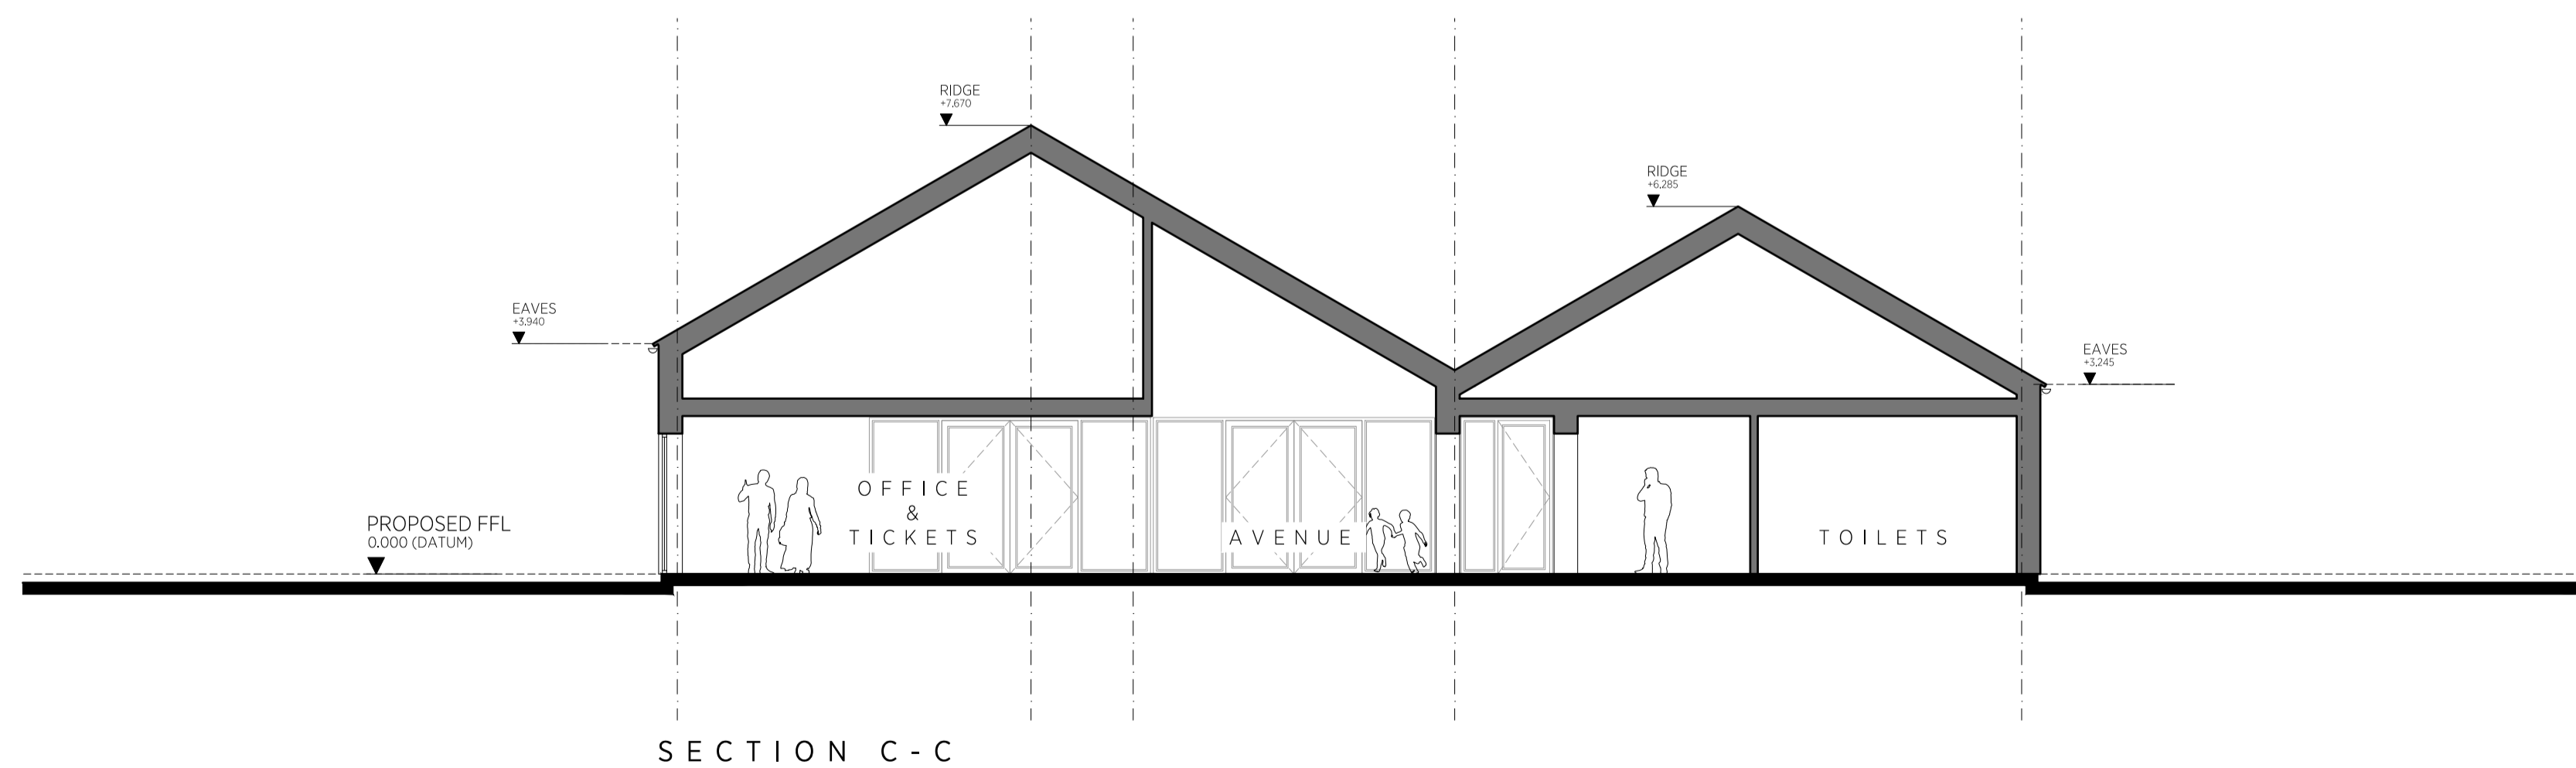 RIDGE
+7.670
RIDGE
+6.285
EAVES
+3.940
EAVES
+3.245
OFFICE
&
TICKETS
AVENUE
TOILETS
PROPOSED FFL
0.000 (DATUM)
SECTION C-C